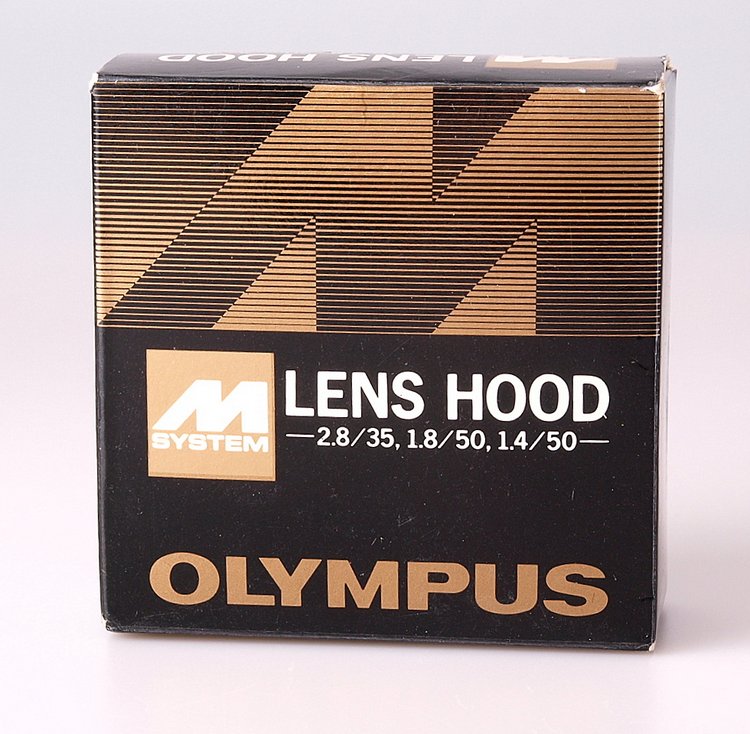 M LENS HOOD
M
SYSTEM
LENS HOOD
—2.8/35, 1.8/50, 1.4/50—
OLYMPUS